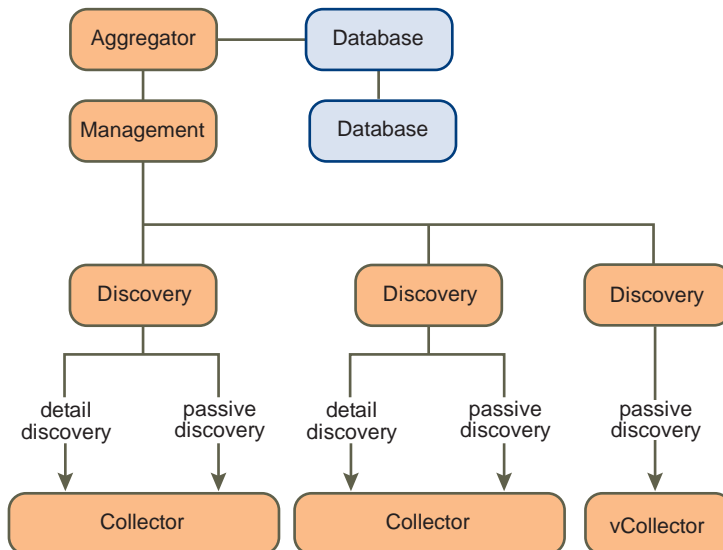 Aggregator
Database
Management
Database
Discovery
Discovery
Discovery
detail
discovery
passive
discovery
detail
discovery
passive
discovery
passive
discovery
Collector
Collector
vCollector